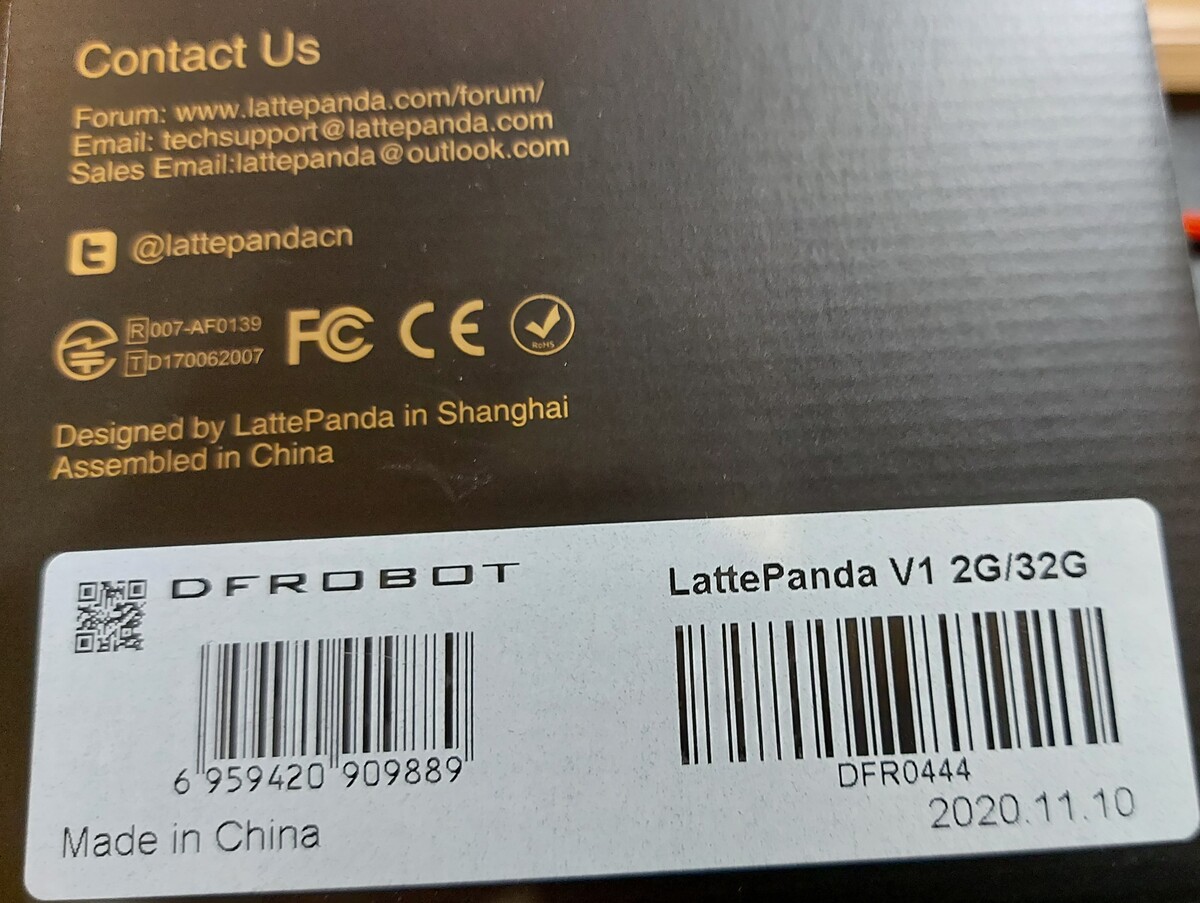 Contact Us
Forum: www.lattepanda.com/forum/
Email: techsupport@lattepanda.com
Sales Email:lattepanda@outlook.com
@lattepandacn
R 007-AF0139
T D170062007
FC CE RoHS
Designed by LattePanda in Shanghai
Assembled in China
DFROBOT
LattePanda V1 2G/32G
6 959420 909889
DFR0444
2020.11.10
Made in China